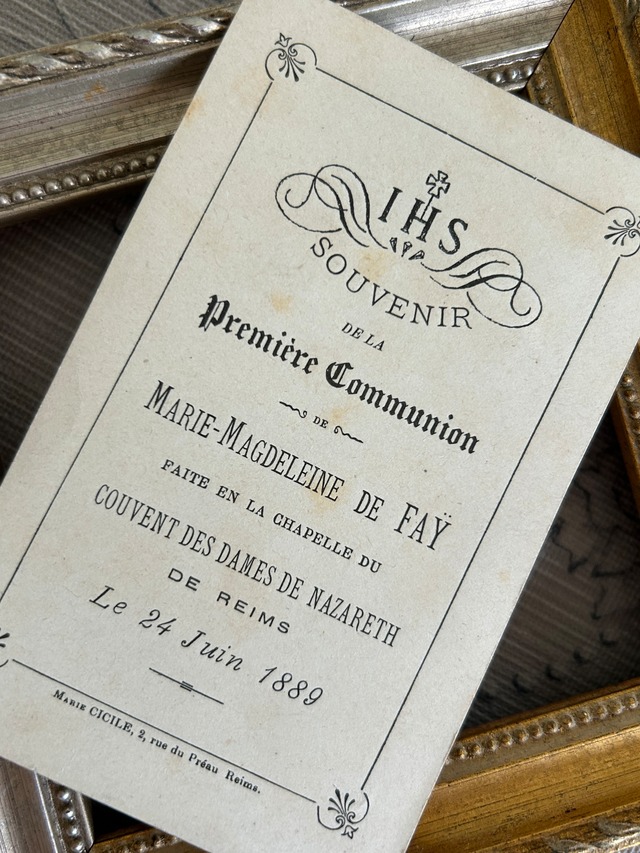 IHS
SOUVENIR
DE LA
Première Communion
DE
MARIE-MAGDELEINE DE FAŸ
FAITE EN LA CHAPELLE DU
COUVENT DES DAMES DE NAZARETH
DE REIMS
Le 24 Juin 1889
MARIE CICILE, 2, rue du Préau Reims.